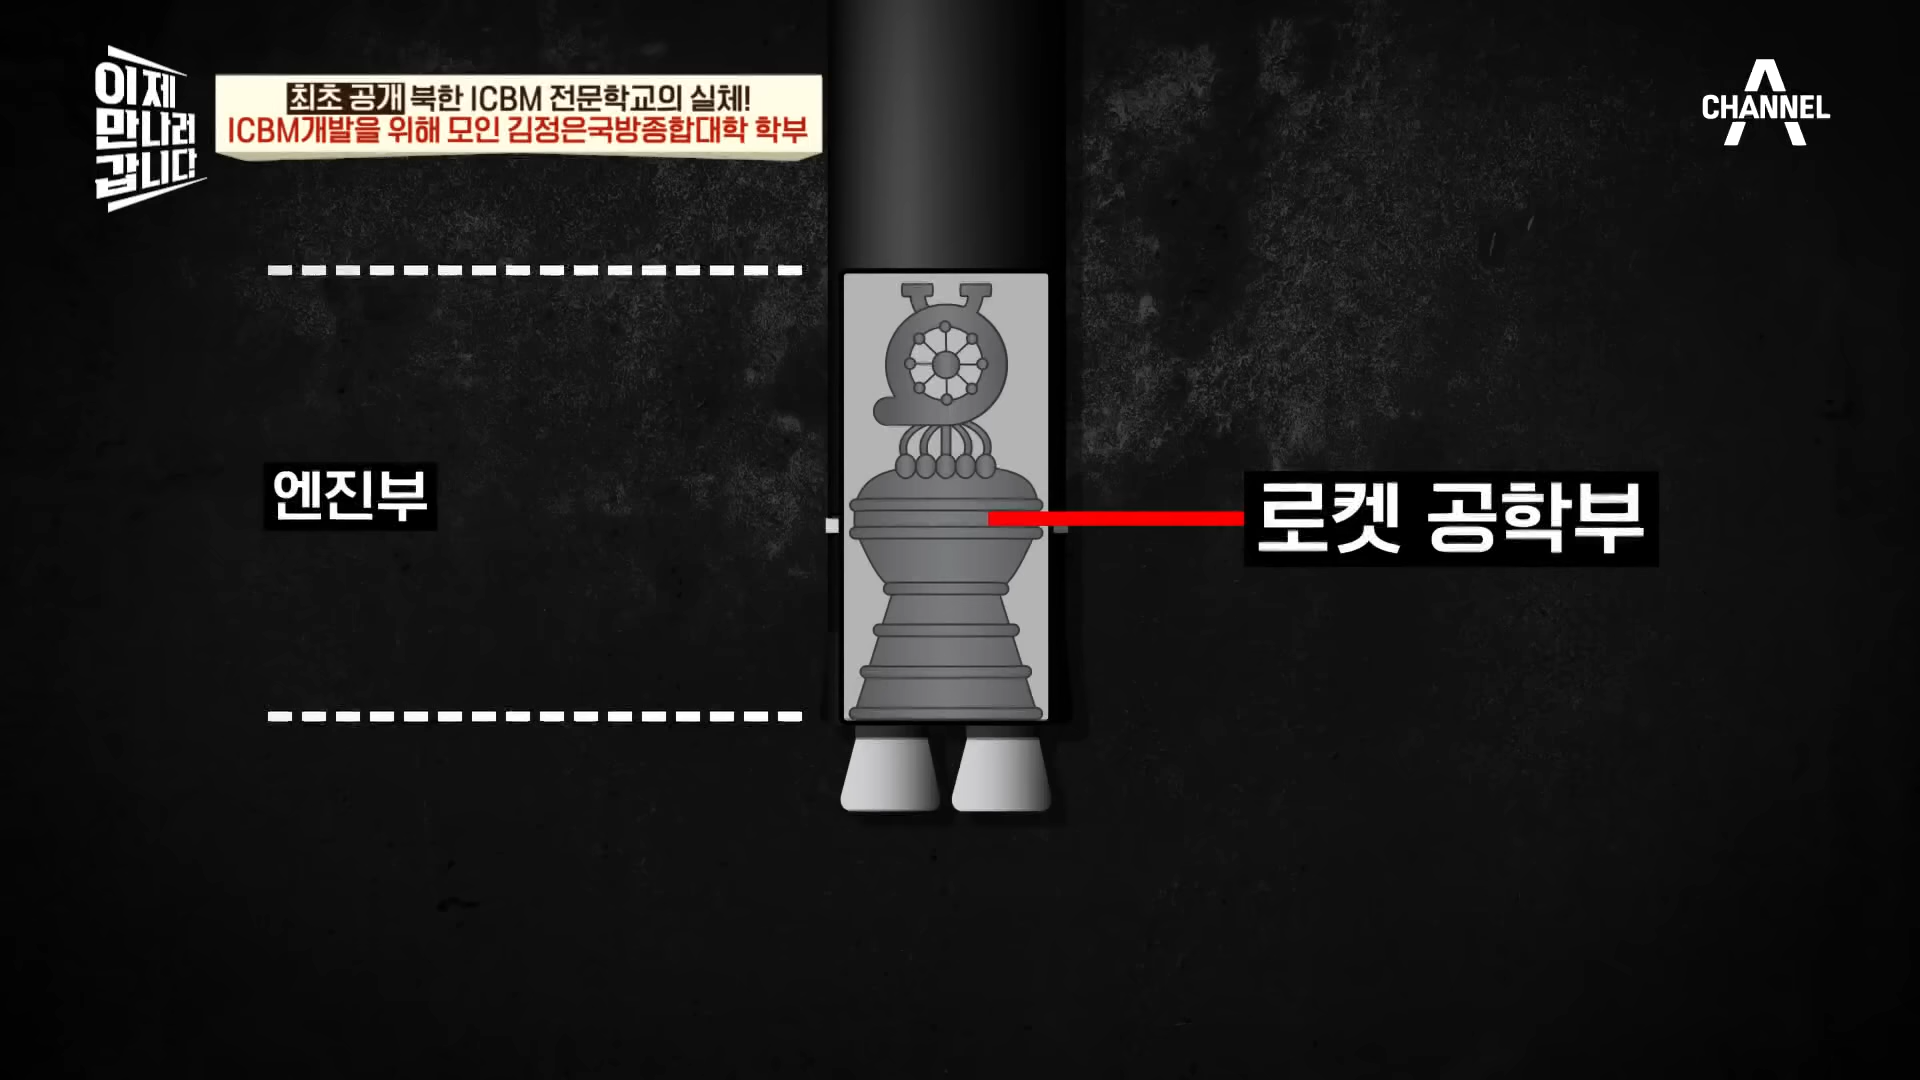 이제
만나러
갑니다
최초 공개 북한 ICBM 전문학교의 실체!
ICBM개발을 위해 모인 김정은국방종합대학 학부
CHANNEL A
엔진부
로켓 공학부